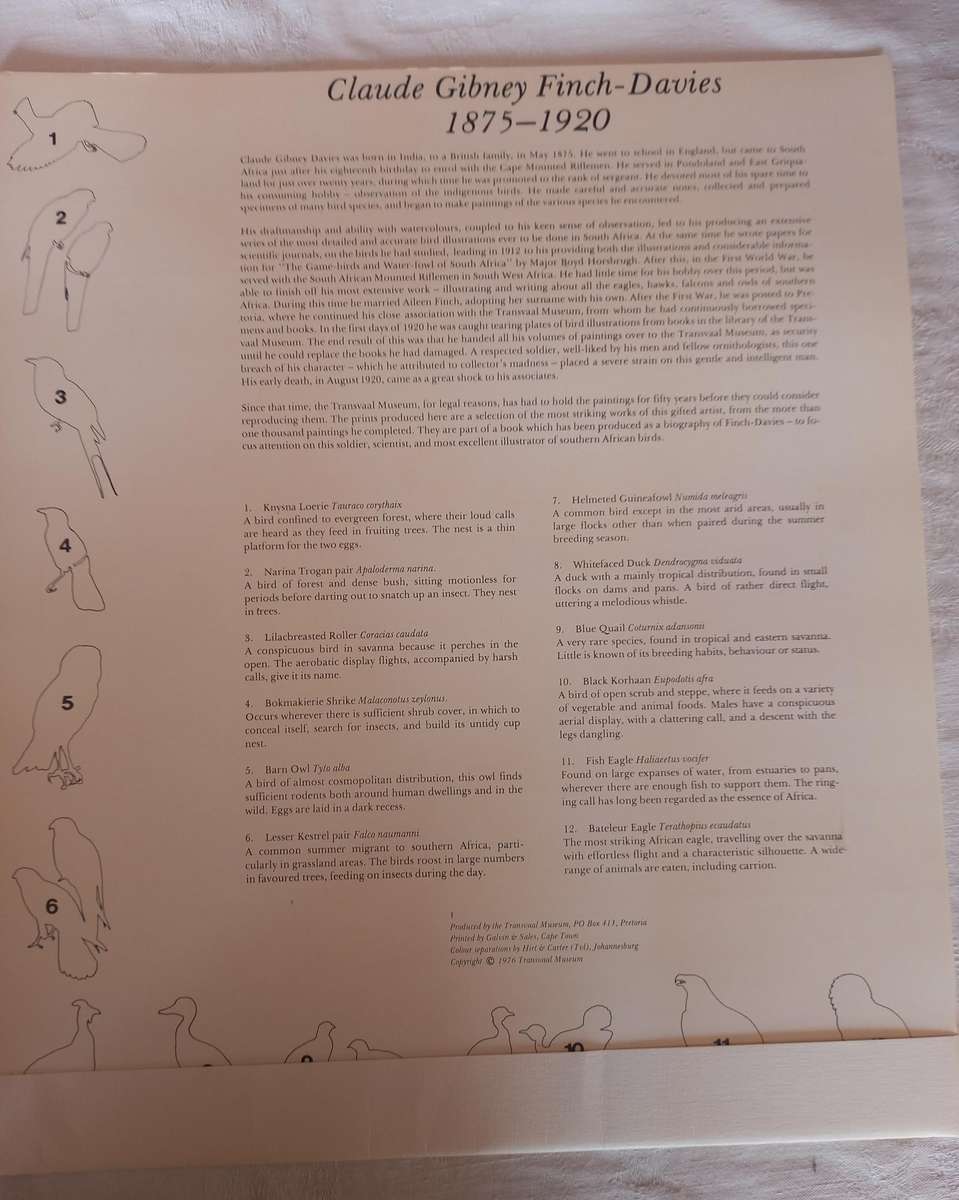 Claude Gibney Finch-Davies
1875–1920
Claude Gibney Davies was born in India, to a British family, in May 1875. He went to school in England, but came to South
Africa just after his eighteenth birthday to enrol with the Cape Mounted Riflemen. He served in Pondoland and East Griqua-
land for just over twenty years, during which time he was promoted to the rank of sergeant. He devoted most of his spare time to
his consuming hobby – observation of the indigenous birds. He made careful and accurate notes, collected and prepared
specimens of many bird species, and began to make paintings of the various species he encountered.
His draftmanship and ability with watercolours, coupled to his keen sense of observation, led to his producing an extensive
series of the most detailed and accurate bird illustrations ever to be done in South Africa. At the same time he wrote papers for
scientific journals, on the birds he had studied, leading in 1912 to his providing both the illustrations and considerable informa-
tion for "The Game-birds and Water-fowl of South Africa" by Major Boyd Horsbrugh. After this, in the First World War, he
served with the South African Mounted Riflemen in South West Africa. He had little time for his hobby over this period, but was
able to finish off his most extensive work – illustrating and writing about all the eagles, hawks, falcons and owls of southern
Africa. During this time he married Aileen Finch, adopting her surname with his own. After the First War, he was posted to Pre-
toria, where he continued his close association with the Transvaal Museum, from whom he had continuously borrowed speci-
mens and books. In the first days of 1920 he was caught tearing plates of bird illustrations from books in the library of the Trans-
vaal Museum. The end result of this was that he handed all his volumes of paintings over to the Transvaal Museum, as security
until he could replace the books he had damaged. A respected soldier, well-liked by his men and fellow ornithologists, this one
breach of his character – which he attributed to collector's madness – placed a severe strain on this gentle and intelligent man.
His early death, in August 1920, came as a great shock to his associates.
Since that time, the Transvaal Museum, for legal reasons, has had to hold the paintings for fifty years before they could consider
reproducing them. The prints produced here are a selection of the most striking works of this gifted artist, from the more than
one thousand paintings he completed. They are part of a book which has been produced as a biography of Finch-Davies – to fo-
cus attention on this soldier, scientist, and most excellent illustrator of southern African birds.
1. Knysna Loerie Tauraco corythaix
A bird confined to evergreen forest, where their loud calls
are heard as they feed in fruiting trees. The nest is a thin
platform for the two eggs.
2. Narina Trogan pair Apaloderma narina.
A bird of forest and dense bush, sitting motionless for
periods before darting out to snatch up an insect. They nest
in trees.
3. Lilacbreasted Roller Coracias caudata
A conspicuous bird in savanna because it perches in the
open. The aerobatic display flights, accompanied by harsh
calls, give it its name.
4. Bokmakierie Shrike Malaconotus zeylonus
Occurs wherever there is sufficient shrub cover, in which to
conceal itself, search for insects, and build its untidy cup
nest.
5. Barn Owl Tyto alba
A bird of almost cosmopolitan distribution, this owl finds
sufficient rodents both around human dwellings and in the
wild. Eggs are laid in a dark recess.
6. Lesser Kestrel pair Falco naumanni
A common summer migrant to southern Africa, parti-
cularly in grassland areas. The birds roost in large numbers
in favoured trees, feeding on insects during the day.
7. Helmeted Guineafowl Numida meleagris
A common bird except in the most arid areas, usually in
large flocks other than when paired during the summer
breeding season.
8. Whitefaced Duck Dendrocygna viduata
A duck with a mainly tropical distribution, found in small
flocks on dams and pans. A bird of rather direct flight,
uttering a melodious whistle.
9. Blue Quail Coturnix adansonii
A very rare species, found in tropical and eastern savanna.
Little is known of its breeding habits, behaviour or status.
10. Black Korhaan Eupodotis afra
A bird of open scrub and steppe, where it feeds on a variety
of vegetable and animal foods. Males have a conspicuous
aerial display, with a clattering call, and a descent with the
legs dangling.
11. Fish Eagle Haliaeetus vocifer
Found on large expanses of water, from estuaries to pans,
wherever there are enough fish to support them. The ring-
ing call has long been regarded as the essence of Africa.
12. Bateleur Eagle Terathopius ecaudatus
The most striking African eagle, travelling over the savanna
with effortless flight and a characteristic silhouette. A wide-
range of animals are eaten, including carrion.
Produced by the Transvaal Museum, PO Box 413, Pretoria
Printed by Galvin & Sales, Cape Town
Colour separations by Hirt & Carter (Tvl), Johannesburg
Copyright © 1976 Transvaal Museum
1
2
3
4
5
6
9
10
11